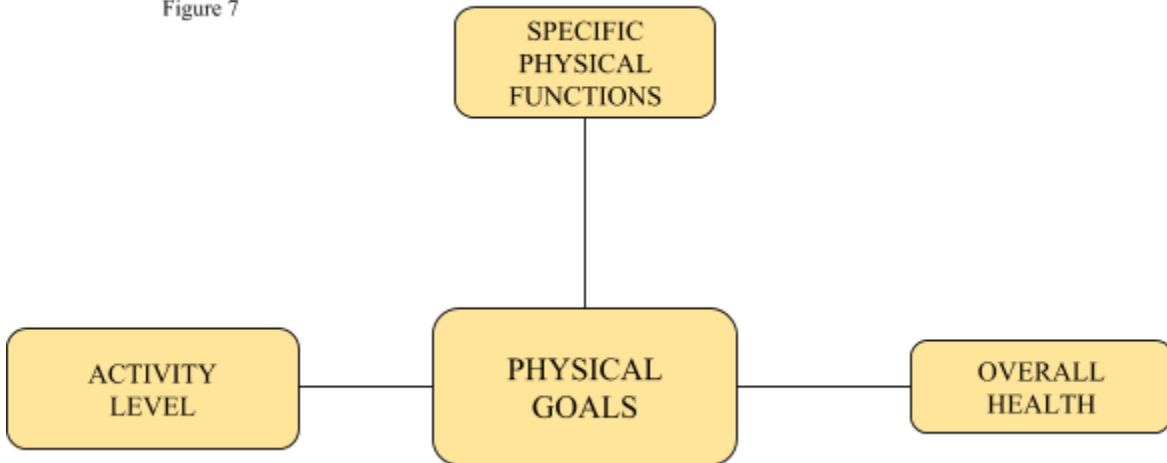 Figure 7
SPECIFIC
PHYSICAL
FUNCTIONS
ACTIVITY
LEVEL
PHYSICAL
GOALS
OVERALL
HEALTH